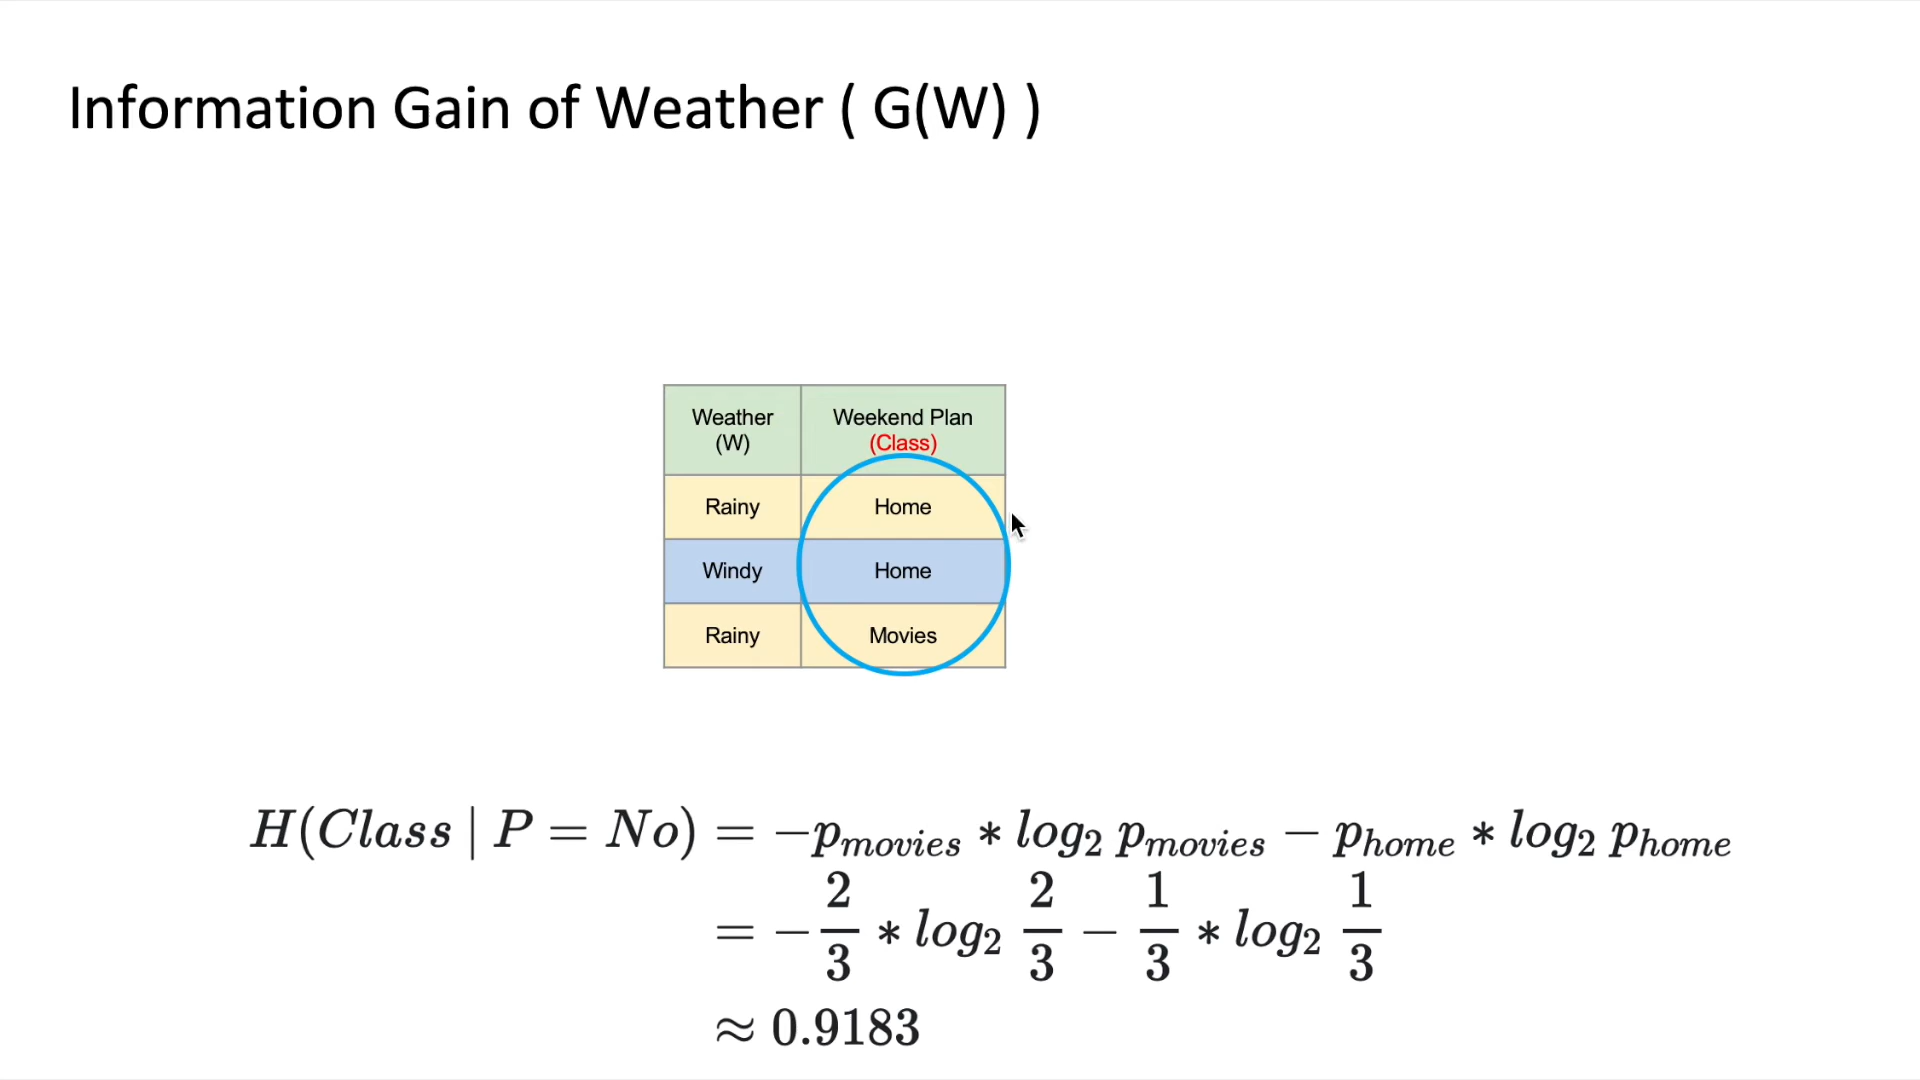 Information Gain of Weather ( G(W) )
Weather (W) Weekend Plan (Class)
Rainy Home
Windy Home
Rainy Movies
H(Class | P = No) = −p_movies * log_2 p_movies − p_home * log_2 p_home
= − 2/3 * log_2 2/3 − 1/3 * log_2 1/3
≈ 0.9183